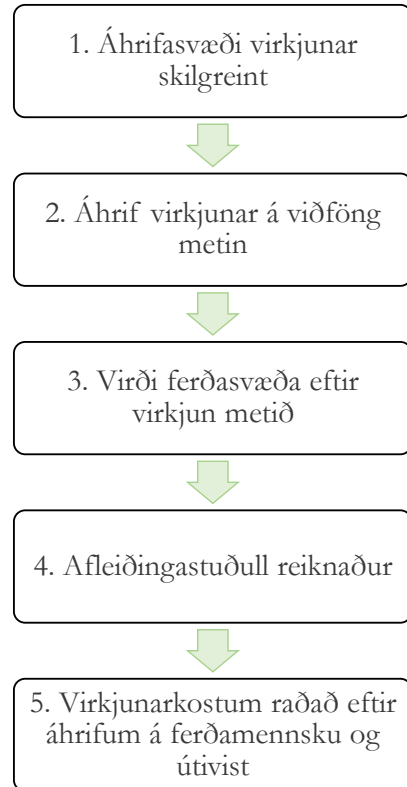 1. Áhrifasvæði virkjunar
skilgreint
2. Áhrif virkjunar á viðföng
metin
3. Virði ferðasvæða eftir
virkjun metið
4. Afleiðingastuðull reiknaður
5. Virkjunarkostum raðað eftir
áhrifum á ferðamennsku og
útivist